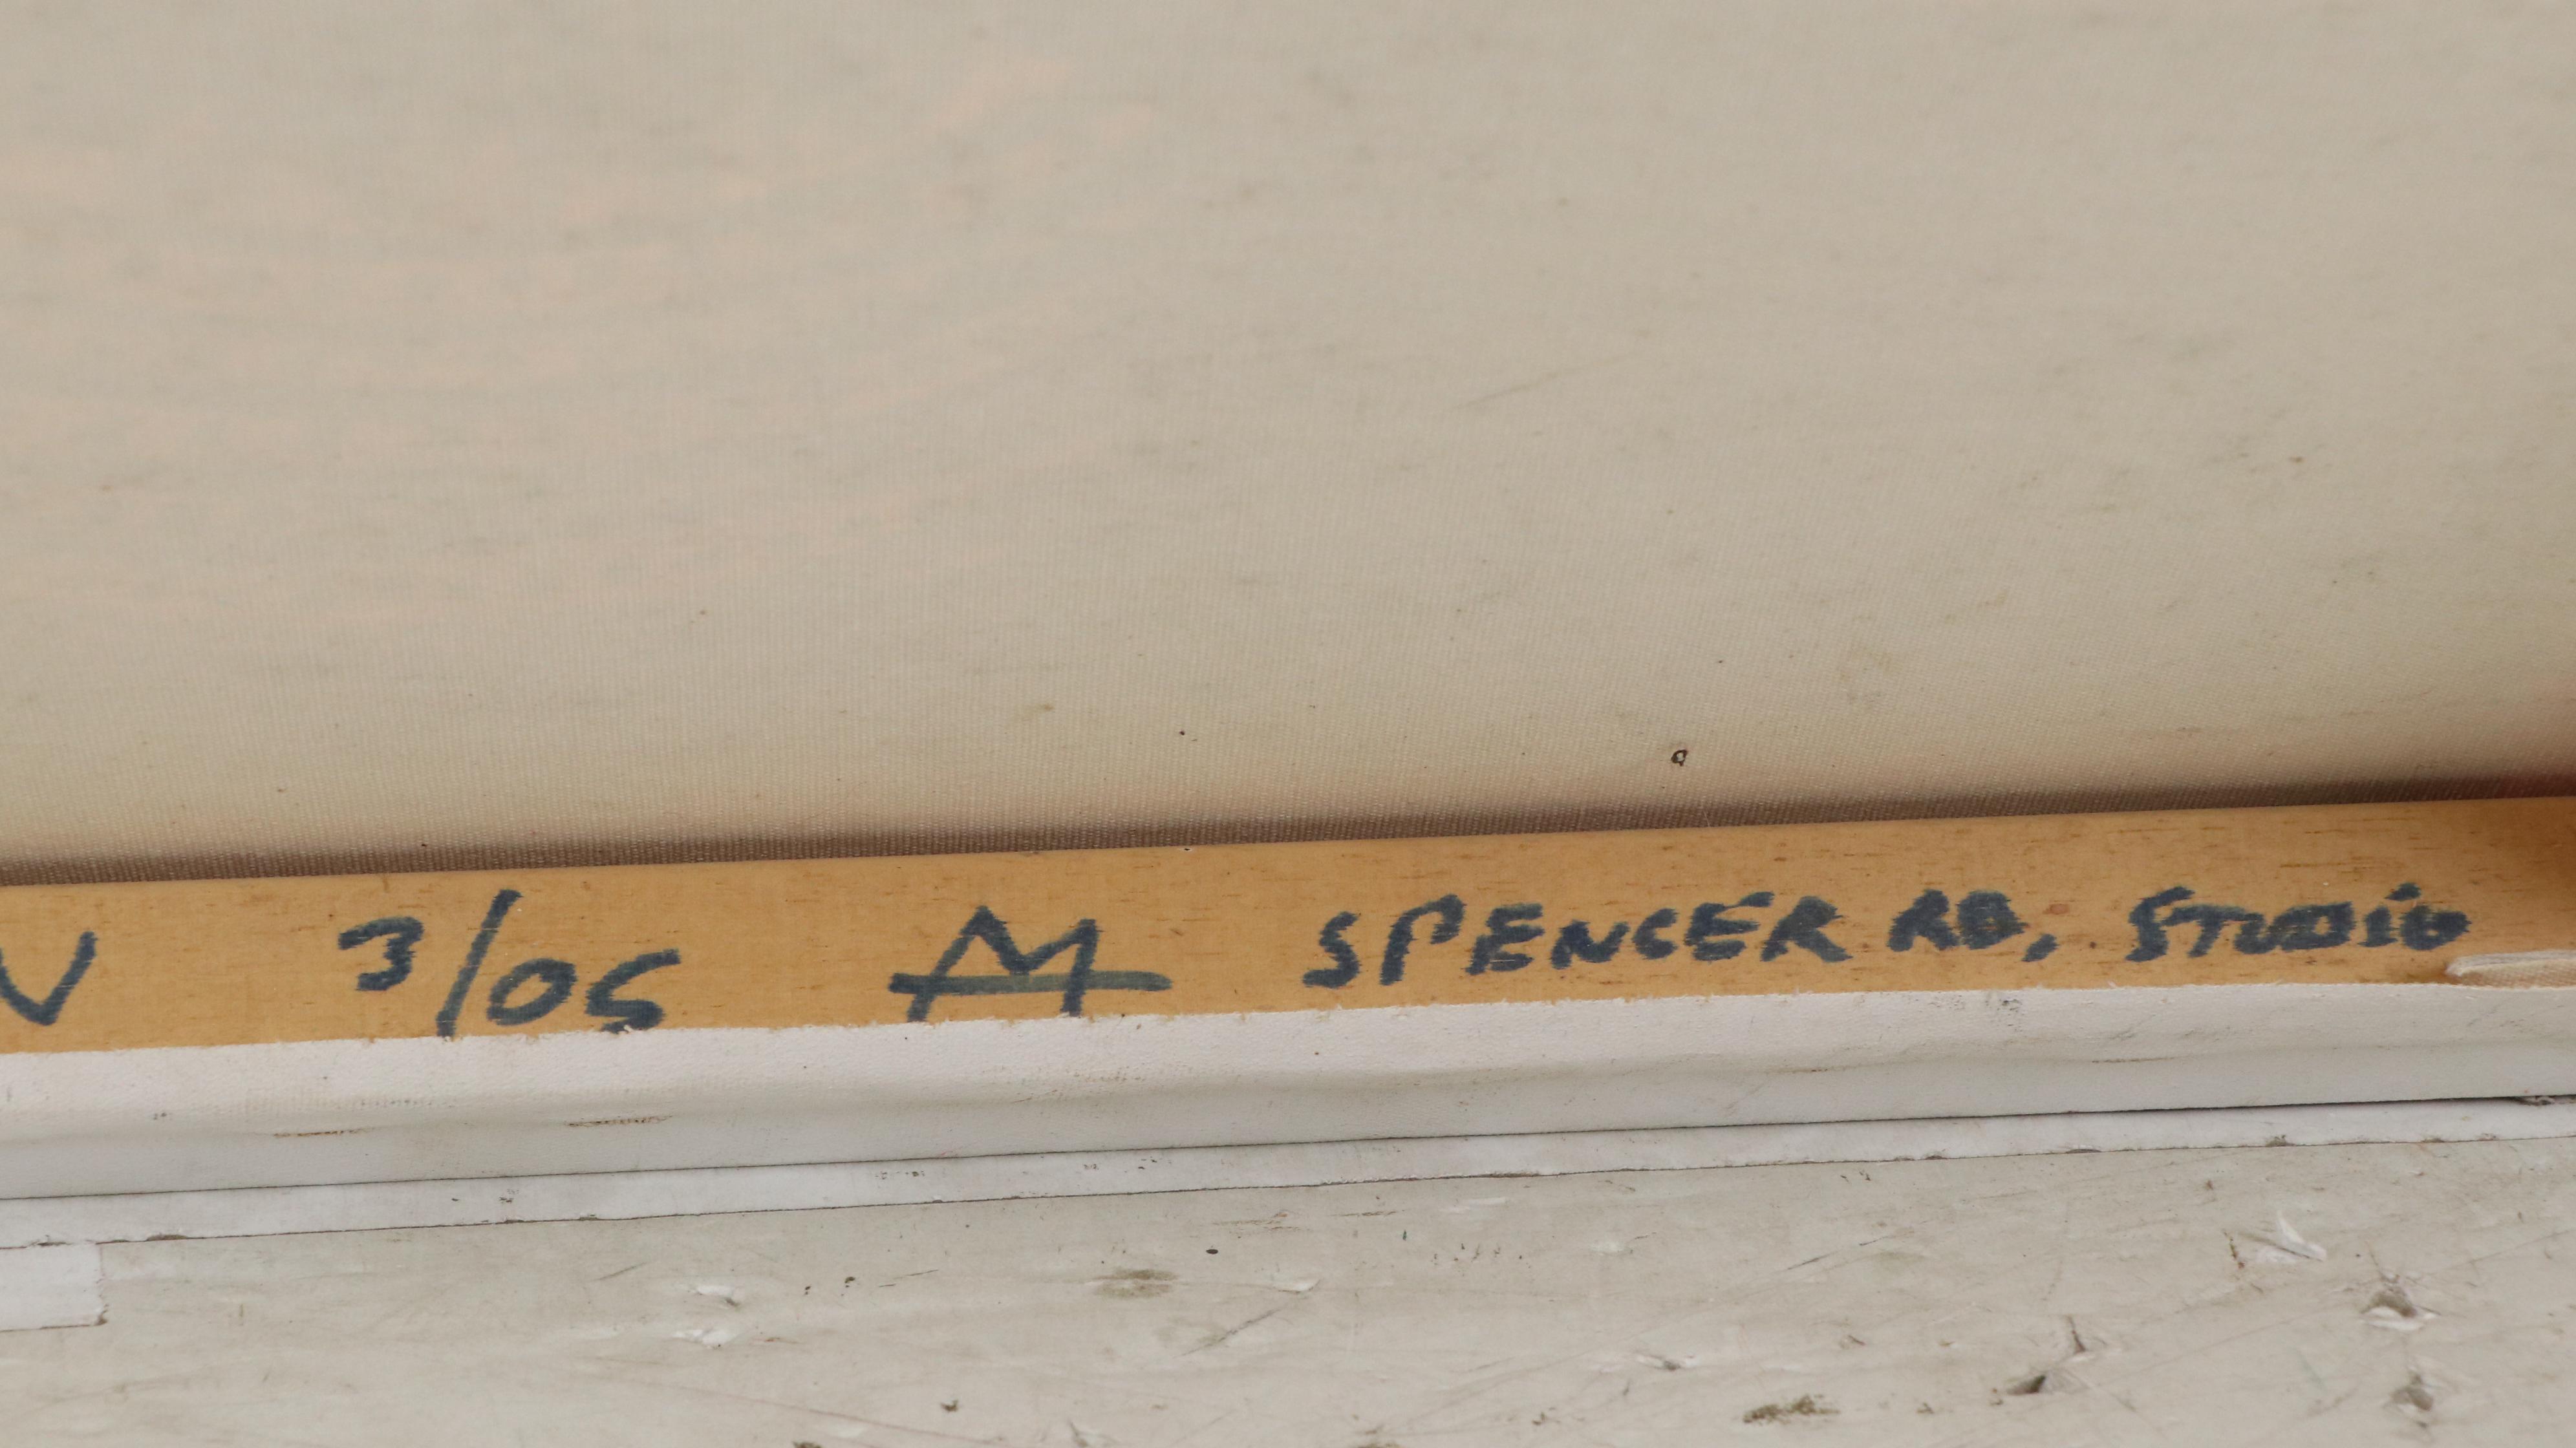 3/05 M SPENCER RD, STUDIO